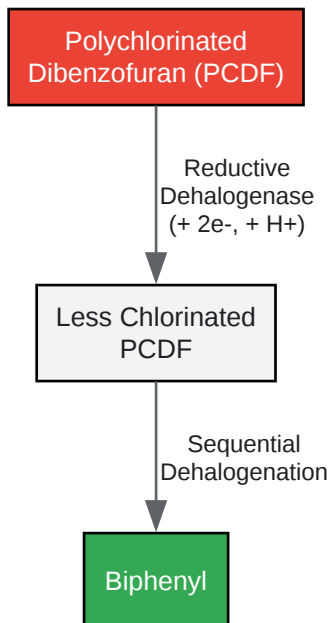 Polychlorinated
Dibenzofuran (PCDF)
Reductive
Dehalogenase
(+ 2e-, + H+)
Less Chlorinated
PCDF
Sequential
Dehalogenation
Biphenyl